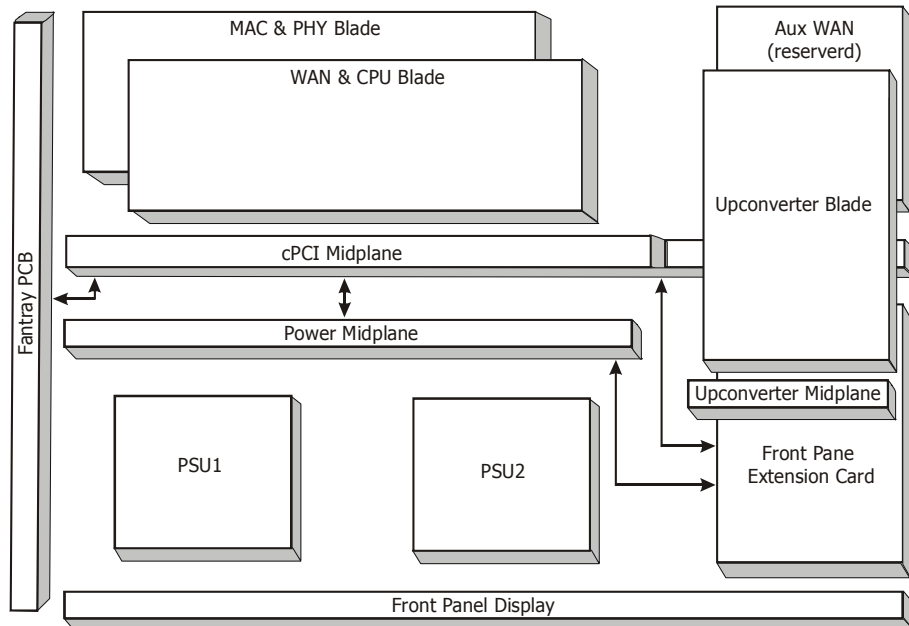 MAC & PHY Blade
Aux WAN
(reserverd)
WAN & CPU Blade
Upconverter Blade
cPCI Midplane
Fantray PCB
Power Midplane
Upconverter Midplane
PSU1
PSU2
Front Pane
Extension Card
Front Panel Display